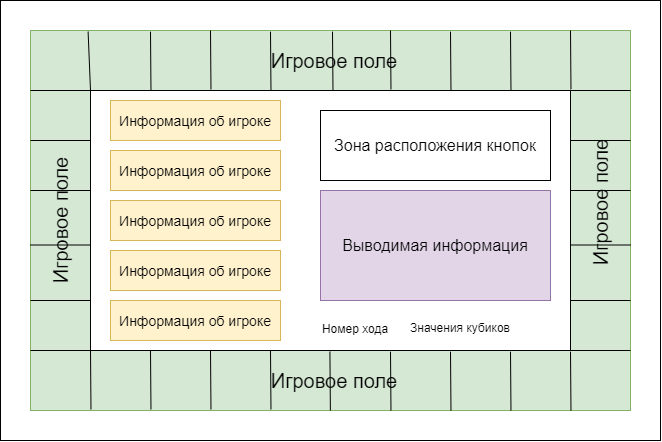 Игровое поле
Игровое поле
Информация об игроке
Информация об игроке
Информация об игроке
Информация об игроке
Информация об игроке
Зона расположения кнопок
Выводимая информация
Номер хода
Значения кубиков
Игровое поле
Игровое поле